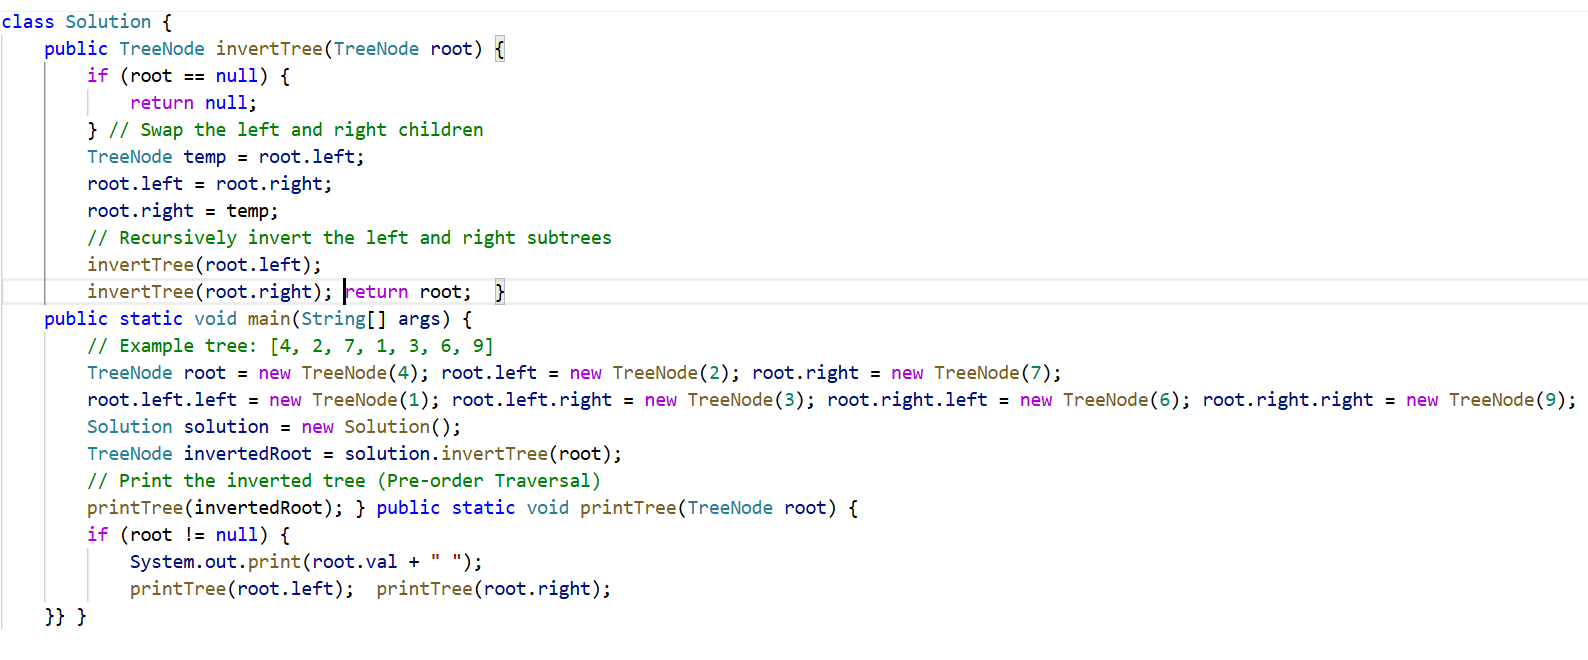 class Solution {
    public TreeNode invertTree(TreeNode root) {
        if (root == null) {
            return null;
        } // Swap the left and right children
        TreeNode temp = root.left;
        root.left = root.right;
        root.right = temp;
        // Recursively invert the left and right subtrees
        invertTree(root.left);
        invertTree(root.right); return root;  }
    public static void main(String[] args) {
        // Example tree: [4, 2, 7, 1, 3, 6, 9]
        TreeNode root = new TreeNode(4); root.left = new TreeNode(2); root.right = new TreeNode(7);
        root.left.left = new TreeNode(1); root.left.right = new TreeNode(3); root.right.left = new TreeNode(6); root.right.right = new TreeNode(9);
        Solution solution = new Solution();
        TreeNode invertedRoot = solution.invertTree(root);
        // Print the inverted tree (Pre-order Traversal)
        printTree(invertedRoot); } public static void printTree(TreeNode root) {
        if (root != null) {
            System.out.print(root.val + " ");
            printTree(root.left);  printTree(root.right);
    }} }